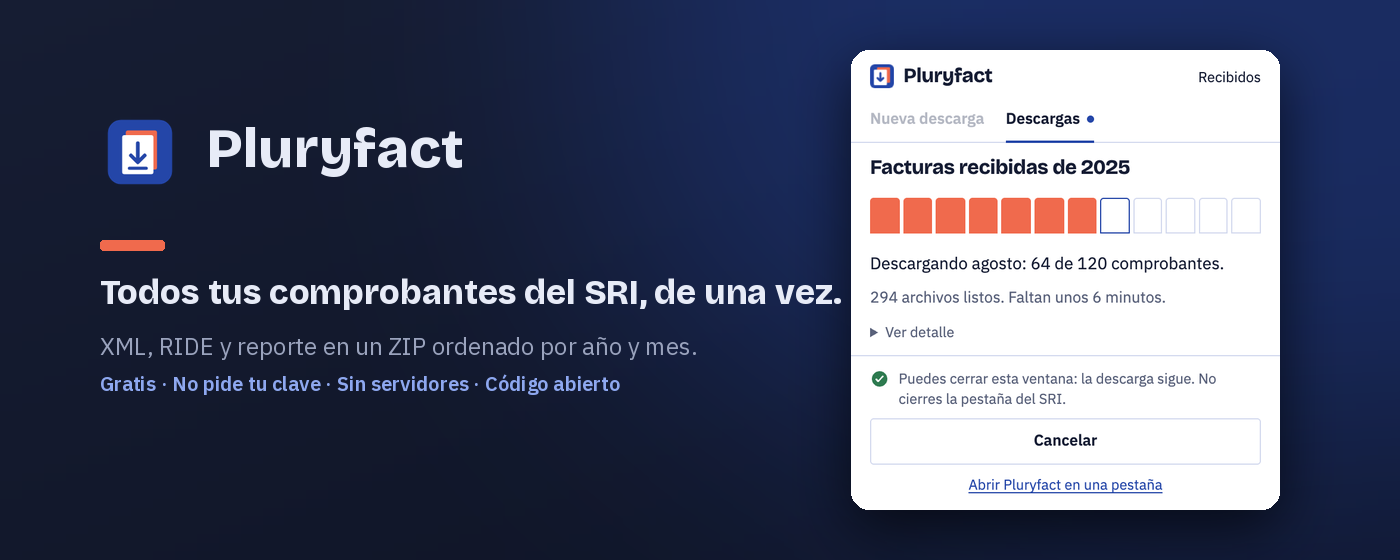 Pluryfact
Todos tus comprobantes del SRI, de una vez.
XML, RIDE y reporte en un ZIP ordenado por año y mes.
Gratis · No pide tu clave · Sin servidores · Código abierto
Pluryfact
Recibidos
Nueva descarga
Descargas
Facturas recibidas de 2025
Descargando agosto: 64 de 120 comprobantes.
294 archivos listos. Faltan unos 6 minutos.
Ver detalle
Puedes cerrar esta ventana: la descarga sigue. No
cierres la pestaña del SRI.
Cancelar
Abrir Pluryfact en una pestaña